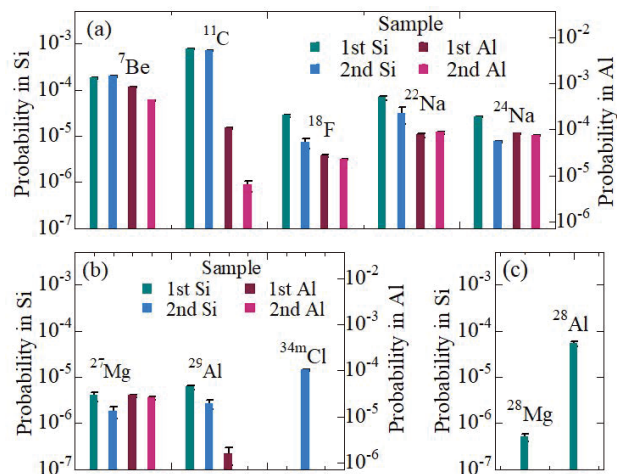 (a)
Sample
1st Si 1st Al
2nd Si 2nd Al
⁷Be
¹¹C
¹⁸F
²²Na
²⁴Na
Probability in Si
10⁻³
10⁻⁴
10⁻⁵
10⁻⁶
10⁻⁷
Probability in Al
10⁻²
10⁻³
10⁻⁴
10⁻⁵
10⁻⁶
(b)
Sample
1st Si 1st Al
2nd Si 2nd Al
²⁷Mg
²⁹Al
³⁴ᵐCl
Probability in Si
10⁻³
10⁻⁴
10⁻⁵
10⁻⁶
10⁻⁷
Probability in Al
10⁻²
10⁻³
10⁻⁴
10⁻⁵
10⁻⁶
(c)
²⁸Al
²⁸Mg
Probability in Si
10⁻³
10⁻⁴
10⁻⁵
10⁻⁶
10⁻⁷